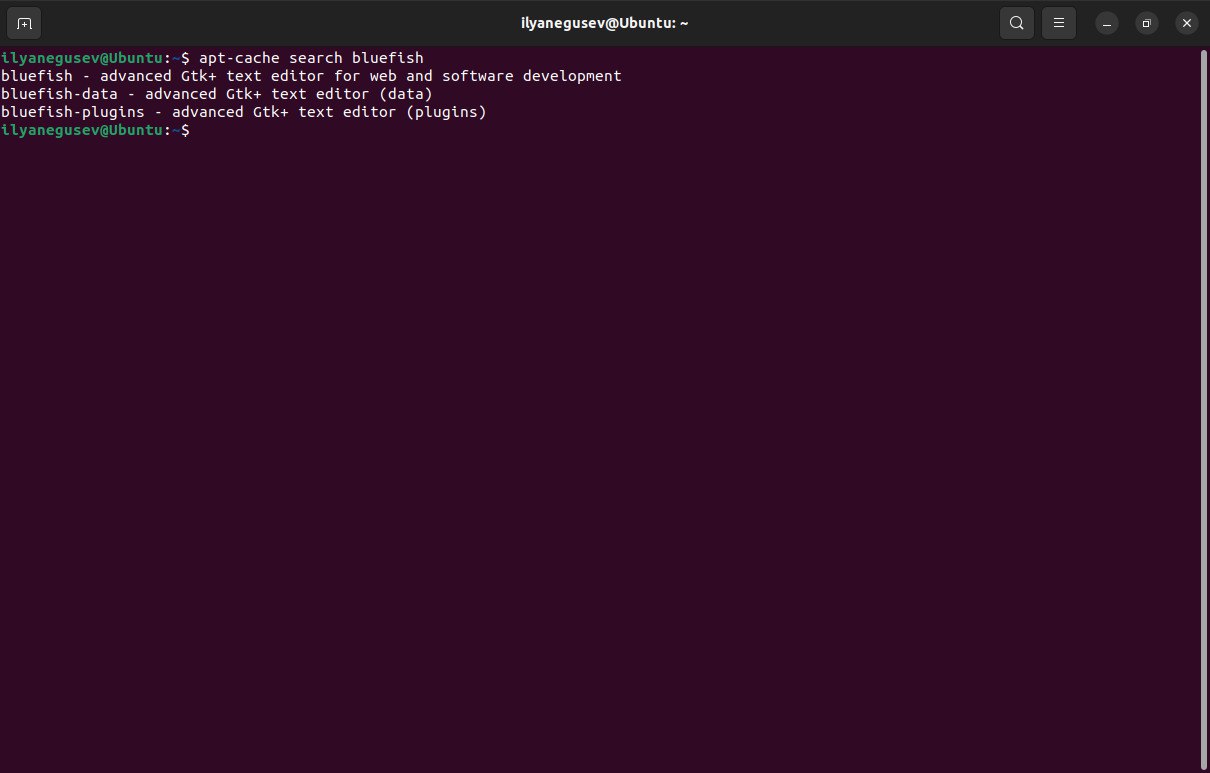 ilyanegusev@Ubuntu: ~
ilyanegusev@Ubuntu:~$ apt-cache search bluefish
bluefish - advanced Gtk+ text editor for web and software development
bluefish-data - advanced Gtk+ text editor (data)
bluefish-plugins - advanced Gtk+ text editor (plugins)
ilyanegusev@Ubuntu:~$